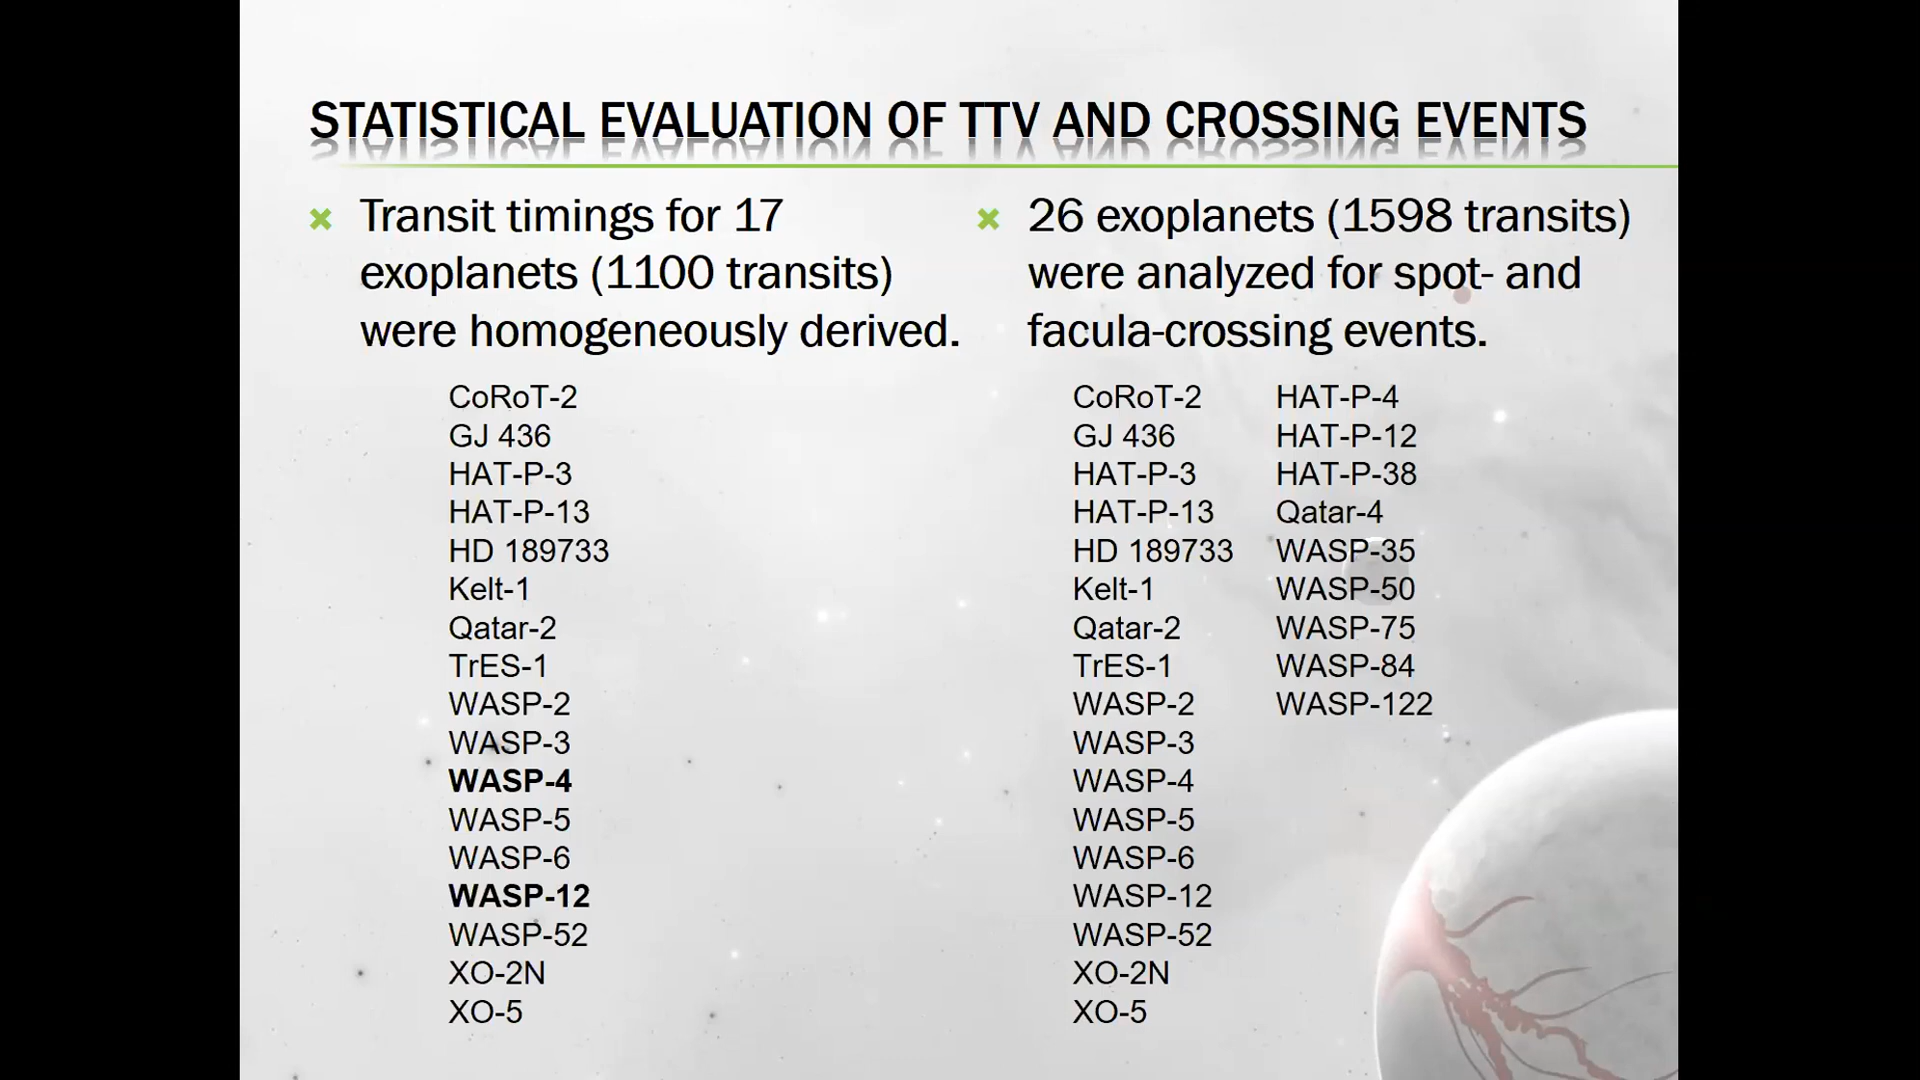 STATISTICAL EVALUATION OF TTV AND CROSSING EVENTS
Transit timings for 17
exoplanets (1100 transits)
were homogeneously derived.
CoRoT-2
GJ 436
HAT-P-3
HAT-P-13
HD 189733
Kelt-1
Qatar-2
TrES-1
WASP-2
WASP-3
WASP-4
WASP-5
WASP-6
WASP-12
WASP-52
XO-2N
XO-5
26 exoplanets (1598 transits)
were analyzed for spot- and
facula-crossing events.
CoRoT-2
GJ 436
HAT-P-3
HAT-P-13
HD 189733
Kelt-1
Qatar-2
TrES-1
WASP-2
WASP-3
WASP-4
WASP-5
WASP-6
WASP-12
WASP-52
XO-2N
XO-5
HAT-P-4
HAT-P-12
HAT-P-38
Qatar-4
WASP-35
WASP-50
WASP-75
WASP-84
WASP-122